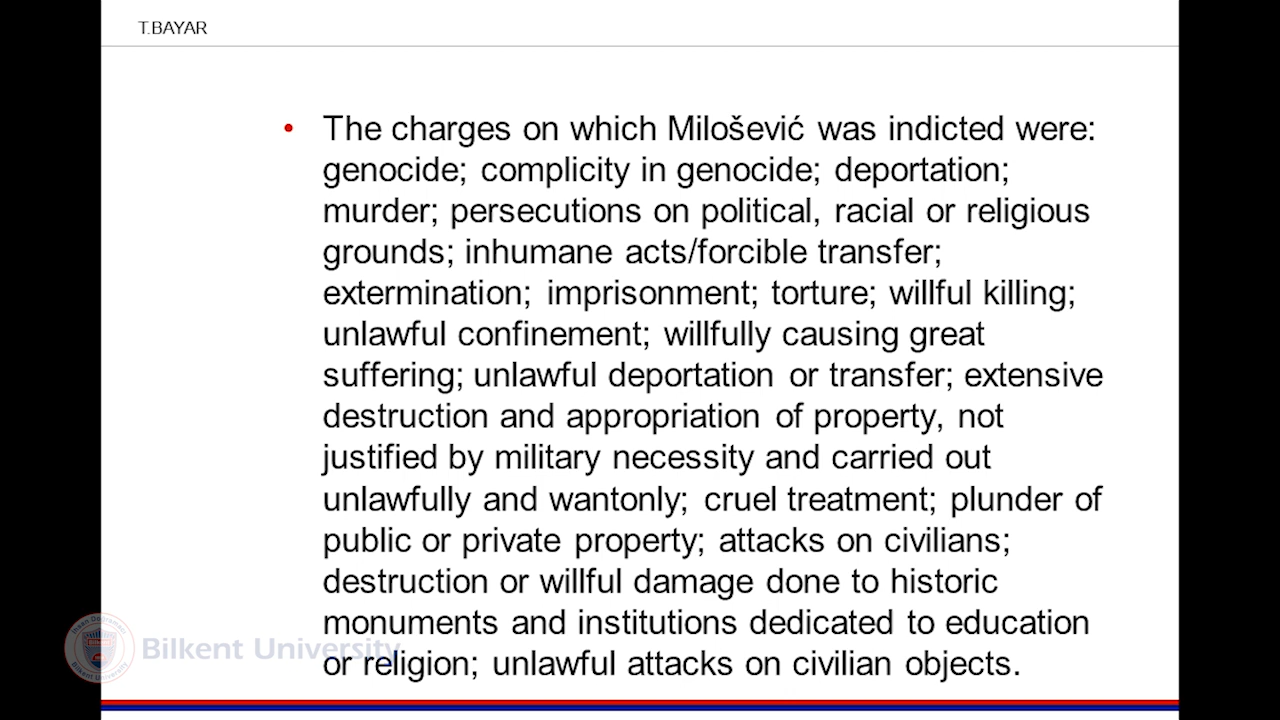 T.BAYAR
• The charges on which Milošević was indicted were:
genocide; complicity in genocide; deportation;
murder; persecutions on political, racial or religious
grounds; inhumane acts/forcible transfer;
extermination; imprisonment; torture; willful killing;
unlawful confinement; willfully causing great
suffering; unlawful deportation or transfer; extensive
destruction and appropriation of property, not
justified by military necessity and carried out
unlawfully and wantonly; cruel treatment; plunder of
public or private property; attacks on civilians;
destruction or willful damage done to historic
monuments and institutions dedicated to education
or religion; unlawful attacks on civilian objects.
Bilkent University